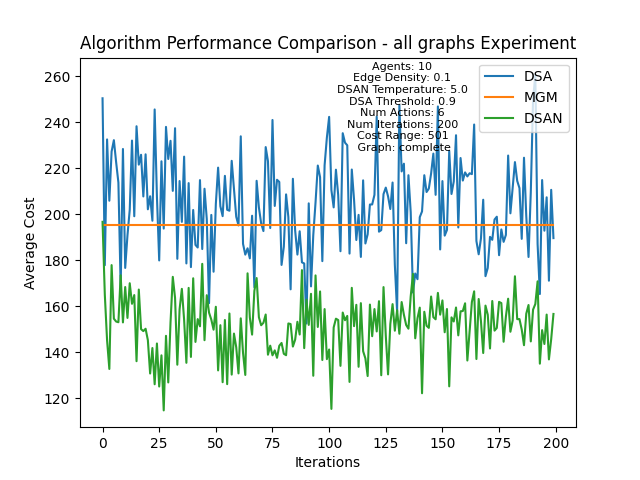 Algorithm Performance Comparison - all graphs Experiment
Agents: 10
Edge Density: 0.1
DSAN Temperature: 5.0
DSA Threshold: 0.9
Num Actions: 6
Num Iterations: 200
Cost Range: 501
Graph: complete
DSA
MGM
DSAN
Average Cost
260
240
220
200
180
160
140
120
0
25
50
75
100
125
150
175
200
Iterations